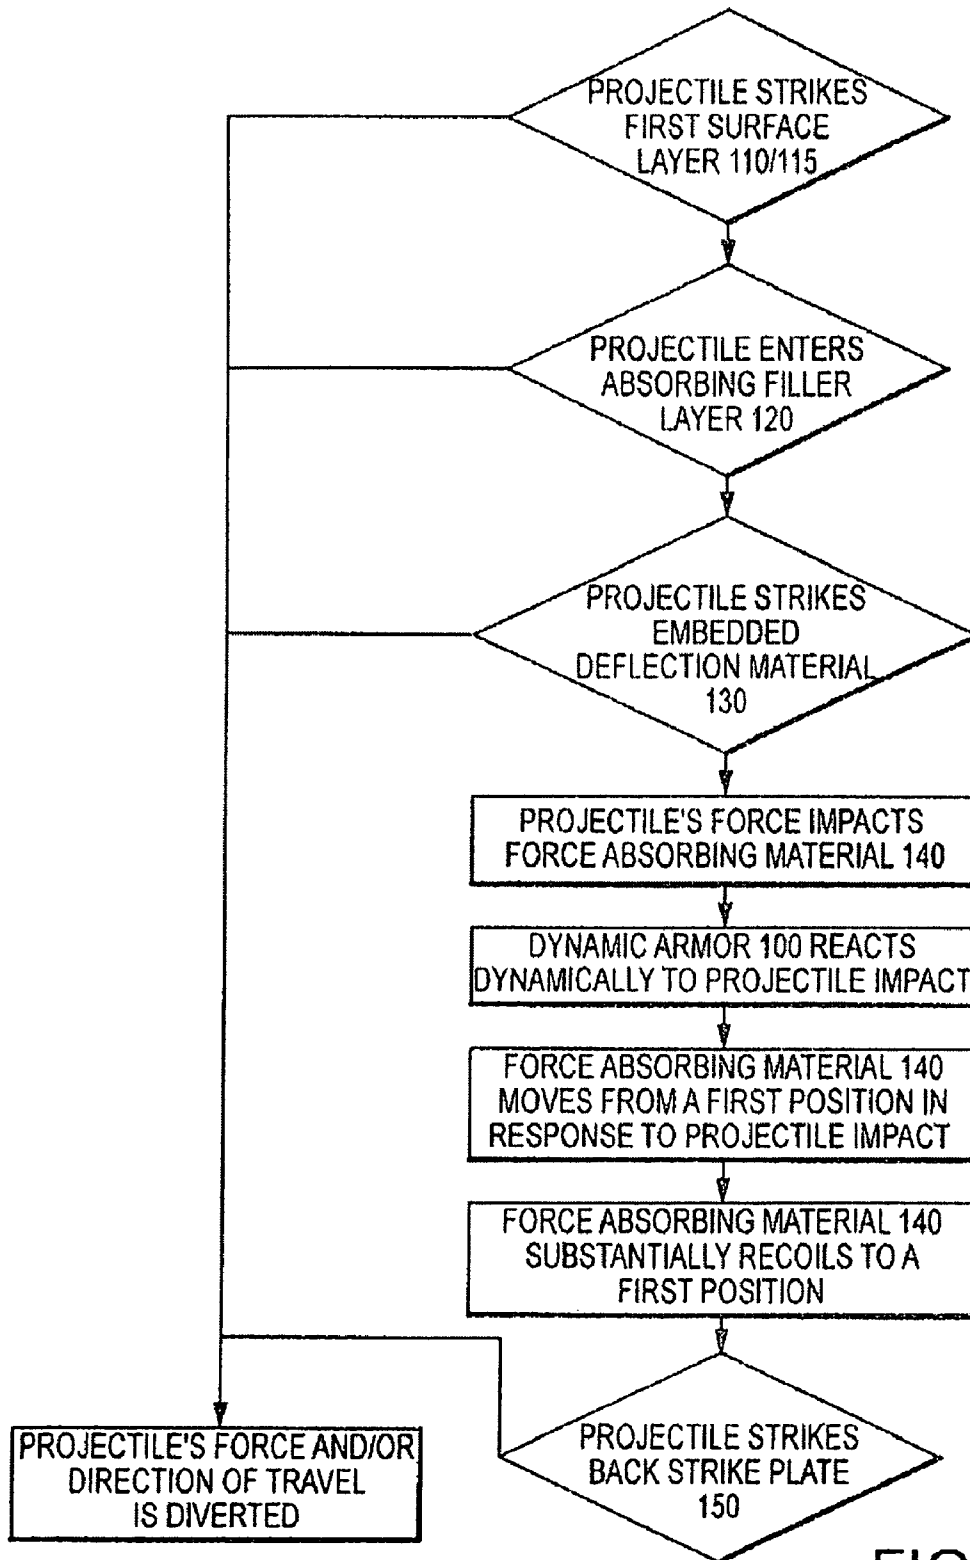 PROJECTILE STRIKES
FIRST SURFACE
LAYER 110/115
PROJECTILE ENTERS
ABSORBING FILLER
LAYER 120
PROJECTILE STRIKES
EMBEDDED
DEFLECTION MATERIAL
130
PROJECTILE'S FORCE IMPACTS
FORCE ABSORBING MATERIAL 140
DYNAMIC ARMOR 100 REACTS
DYNAMICALLY TO PROJECTILE IMPACT
FORCE ABSORBING MATERIAL 140
MOVES FROM A FIRST POSITION IN
RESPONSE TO PROJECTILE IMPACT
FORCE ABSORBING MATERIAL 140
SUBSTANTIALLY RECOILS TO A
FIRST POSITION
PROJECTILE STRIKES
BACK STRIKE PLATE
150
PROJECTILE'S FORCE AND/OR
DIRECTION OF TRAVEL
IS DIVERTED